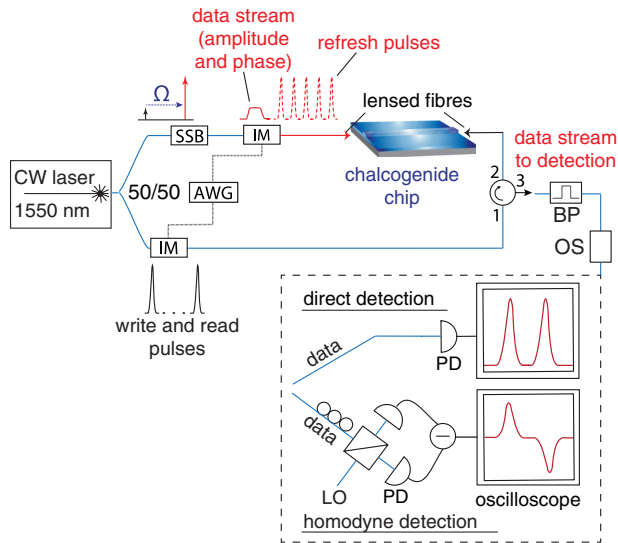 data stream
(amplitude
and phase)
refresh pulses
Ω
SSB
IM
lensed fibres
data stream
to detection
CW laser
1550 nm
50/50
AWG
chalcogenide
chip
2
3
1
BP
OS
IM
write and read
pulses
direct detection
data
PD
data
LO
PD
oscilloscope
homodyne detection